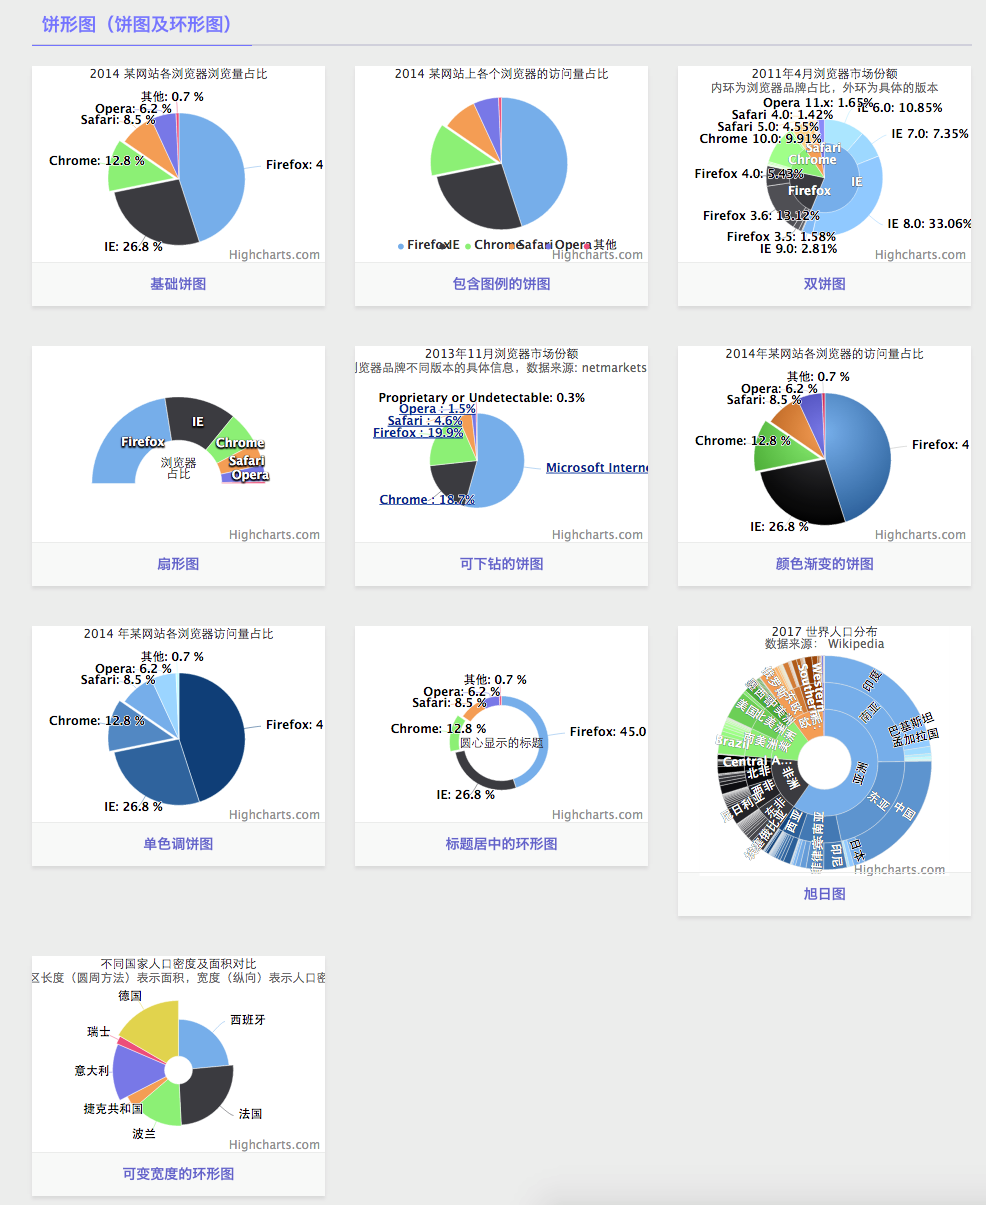 饼形图（饼图及环形图）
2014 某网站各浏览器浏览量占比
其他: 0.7 %
Opera: 6.2 %
Safari: 8.5 %
Chrome: 12.8 %
Firefox: 4
IE: 26.8 %
Highcharts.com
基础饼图
2014 某网站上各个浏览器的访问量占比
Firefox IE Chrome Safari Opera 其他
Highcharts.com
包含图例的饼图
2011年4月浏览器市场份额
内环为浏览器品牌占比，外环为具体的版本
Opera 11.x: 1.65%
IE 6.0: 10.85%
Safari 4.0: 1.42%
Safari 5.0: 4.55%
IE 7.0: 7.35%
Chrome 10.0: 9.91%
Safari
Chrome
Firefox 4.0: 5.43%
IE
Firefox
Firefox 3.6: 13.12%
IE 8.0: 33.06%
Firefox 3.5: 1.58%
IE 9.0: 2.81%
Highcharts.com
双饼图
IE
Firefox
Chrome
Safari
Opera
浏览器
占比
Highcharts.com
扇形图
2013年11月浏览器市场份额
浏览器品牌不同版本的具体信息，数据来源: netmarkets
Proprietary or Undetectable: 0.3%
Opera : 1.5%
Safari : 4.6%
Firefox : 19.9%
Microsoft Interne
Chrome : 18.7%
Highcharts.com
可下钻的饼图
2014年某网站各浏览器的访问量占比
其他: 0.7 %
Opera: 6.2 %
Safari: 8.5 %
Chrome: 12.8 %
Firefox: 4
IE: 26.8 %
Highcharts.com
颜色渐变的饼图
2014 年某网站各浏览器访问量占比
其他: 0.7 %
Opera: 6.2 %
Safari: 8.5 %
Chrome: 12.8 %
Firefox: 4
IE: 26.8 %
Highcharts.com
单色调饼图
其他: 0.7 %
Opera: 6.2 %
Safari: 8.5 %
Chrome: 12.8 %
Firefox: 45.0
圆心显示的标题
IE: 26.8 %
Highcharts.com
标题居中的环形图
2017 世界人口分布
数据来源： Wikipedia
印度
南亚
巴基斯坦
孟加拉国
亚洲
东亚
中国
日本
印尼
东南亚
西亚
非洲
北非
西非
东非
Brazil
Central A...
Highcharts.com
旭日图
不同国家人口密度及面积对比
区长度（圆周方法）表示面积，宽度（纵向）表示人口密
德国
西班牙
瑞士
意大利
捷克共和国
法国
波兰
Highcharts.com
可变宽度的环形图